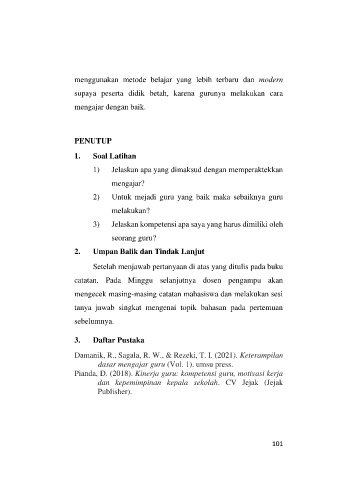 menggunakan metode belajar yang lebih terbaru dan modern
supaya peserta didik betah, karena gurunya melakukan cara
mengajar dengan baik.
PENUTUP
1. Soal Latihan
1) Jelaskan apa yang dimaksud dengan memperaktekkan
mengajar?
2) Untuk mejadi guru yang baik maka sebaiknya guru
melakukan?
3) Jelaskan kompetensi apa saya yang harus dimiliki oleh
seorang guru?
2. Umpan Balik dan Tindak Lanjut
Setelah menjawab pertanyaan di atas yang ditulis pada buku
catatan. Pada Minggu selanjutnya dosen pengampu akan
mengecek masing-masing catatan mahasiswa dan melakukan sesi
tanya jawab singkat mengenai topik bahasan pada pertemuan
sebelumnya.
3. Daftar Pustaka
Damanik, R., Sagala, R. W., & Rezeki, T. I. (2021). Keterampilan
dasar mengajar guru (Vol. 1). umsu press.
Pianda, D. (2018). Kinerja guru: kompetensi guru, motivasi kerja
dan kepemimpinan kepala sekolah. CV Jejak (Jejak
Publisher).
101